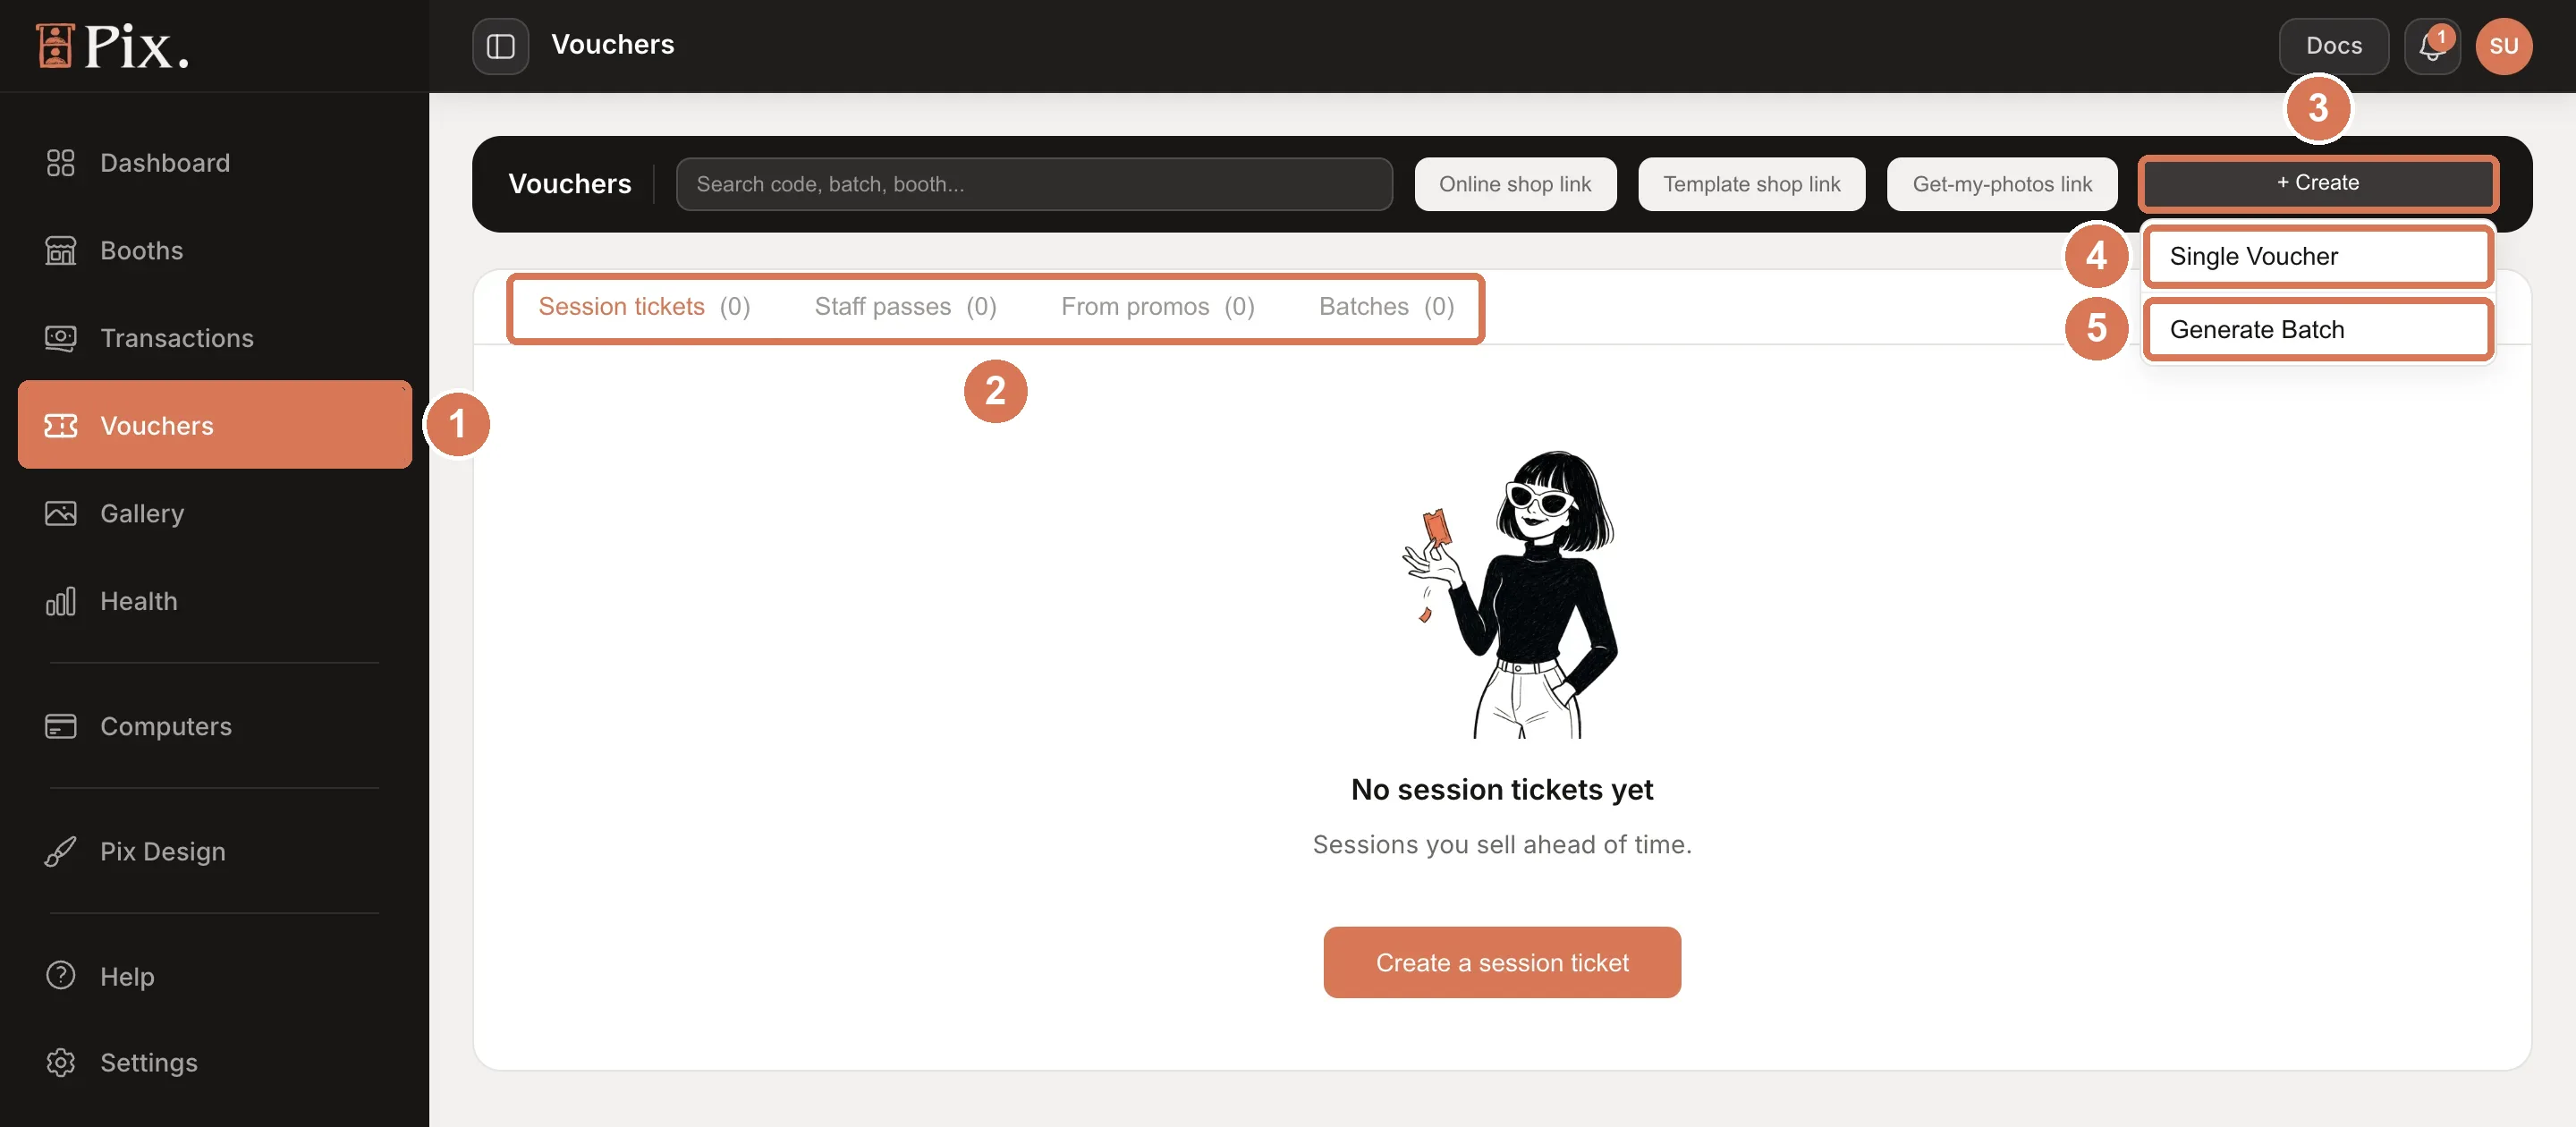 Pix.
Vouchers
Docs
1
SU
3
Dashboard
Booths
Transactions
Vouchers
1
Gallery
Health
Computers
Pix Design
Help
Settings
Vouchers
Search code, batch, booth...
Online shop link
Template shop link
Get-my-photos link
+ Create
4
Single Voucher
5
Generate Batch
Session tickets (0)
Staff passes (0)
From promos (0)
Batches (0)
2
No session tickets yet
Sessions you sell ahead of time.
Create a session ticket